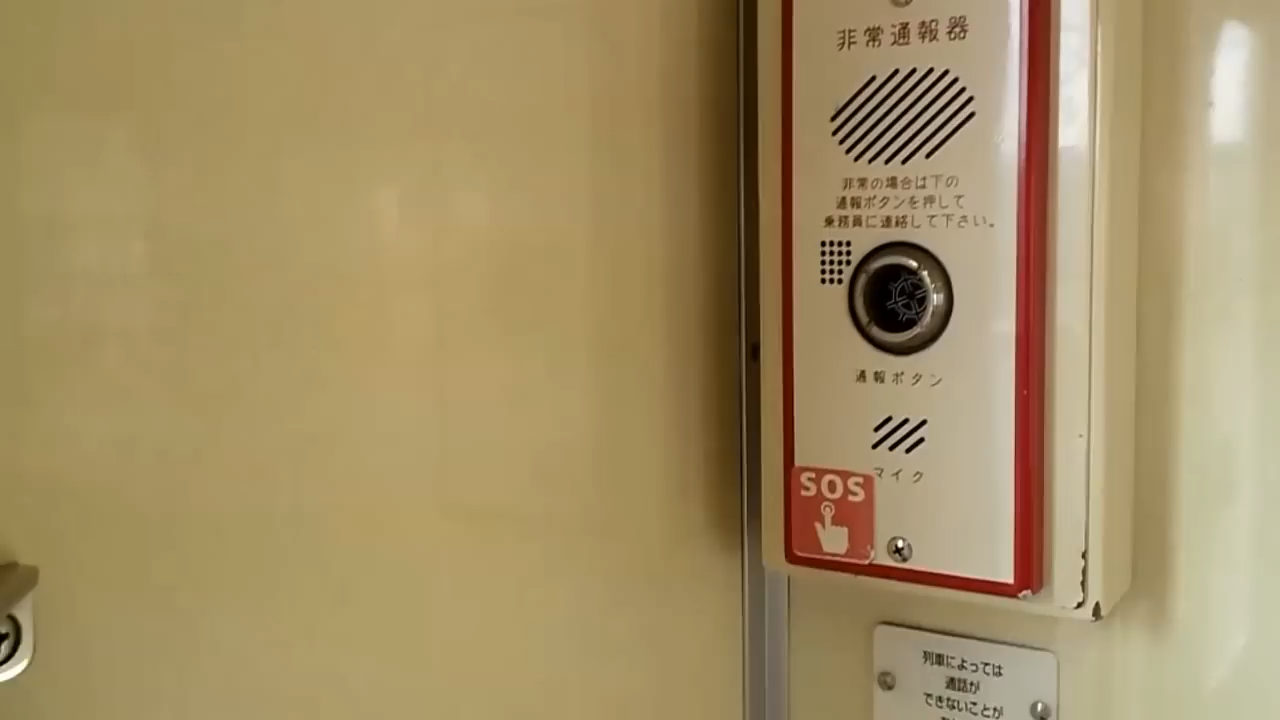 非常通報器
非常の場合は下の
通報ボタンを押して
乗務員に連絡して下さい。
通報ボタン
マイク
SOS
列車によっては
通話が
できないことが